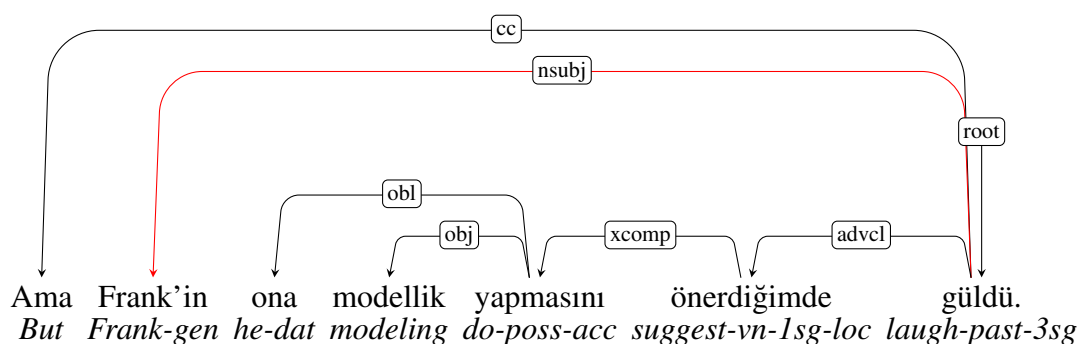 cc
nsubj
root
obl
obj
xcomp
advcl
Ama Frank'in ona modellik yapmasını önerdiğimde güldü.
But Frank-gen he-dat modeling do-poss-acc suggest-vn-1sg-loc laugh-past-3sg